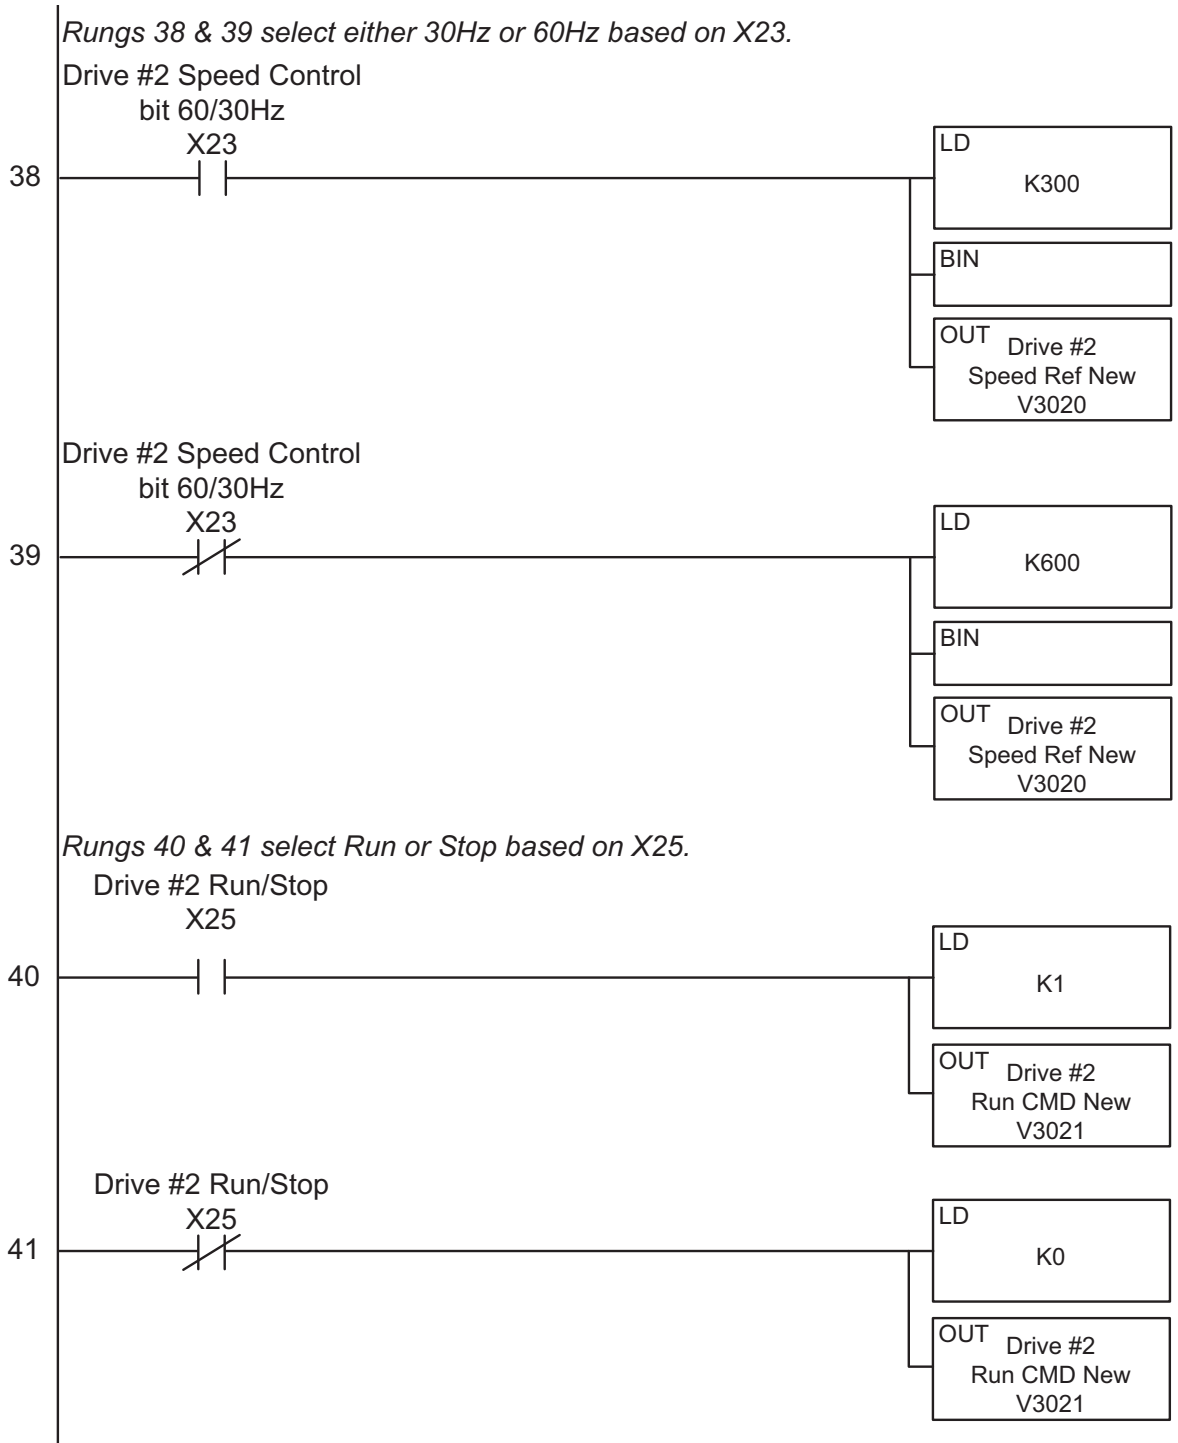 Rungs 38 & 39 select either 30Hz or 60Hz based on X23.
Drive #2 Speed Control
bit 60/30Hz
X23
38
LD
K300
BIN
OUT
Drive #2
Speed Ref New
V3020
Drive #2 Speed Control
bit 60/30Hz
X23
39
LD
K600
BIN
OUT
Drive #2
Speed Ref New
V3020
Rungs 40 & 41 select Run or Stop based on X25.
Drive #2 Run/Stop
X25
40
LD
K1
OUT
Drive #2
Run CMD New
V3021
Drive #2 Run/Stop
X25
41
LD
K0
OUT
Drive #2
Run CMD New
V3021